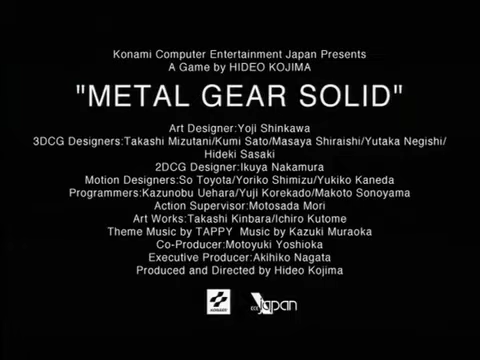 Konami Computer Entertainment Japan Presents
A Game by HIDEO KOJIMA
"METAL GEAR SOLID"
Art Designer:Yoji Shinkawa
3DCG Designers:Takashi Mizutani/Kumi Sato/Masaya Shiraishi/Yutaka Negishi/
Hideki Sasaki
2DCG Designer:Ikuya Nakamura
Motion Designers:So Toyota/Yoriko Shimizu/Yukiko Kaneda
Programmers:Kazunobu Uehara/Yuji Korekado/Makoto Sonoyama
Action Supervisor:Motosada Mori
Art Works:Takashi Kinbara/Ichiro Kutome
Theme Music by TAPPY Music by Kazuki Muraoka
Co-Producer:Motoyuki Yoshioka
Executive Producer:Akihiko Nagata
Produced and Directed by Hideo Kojima
KONAMI Japan